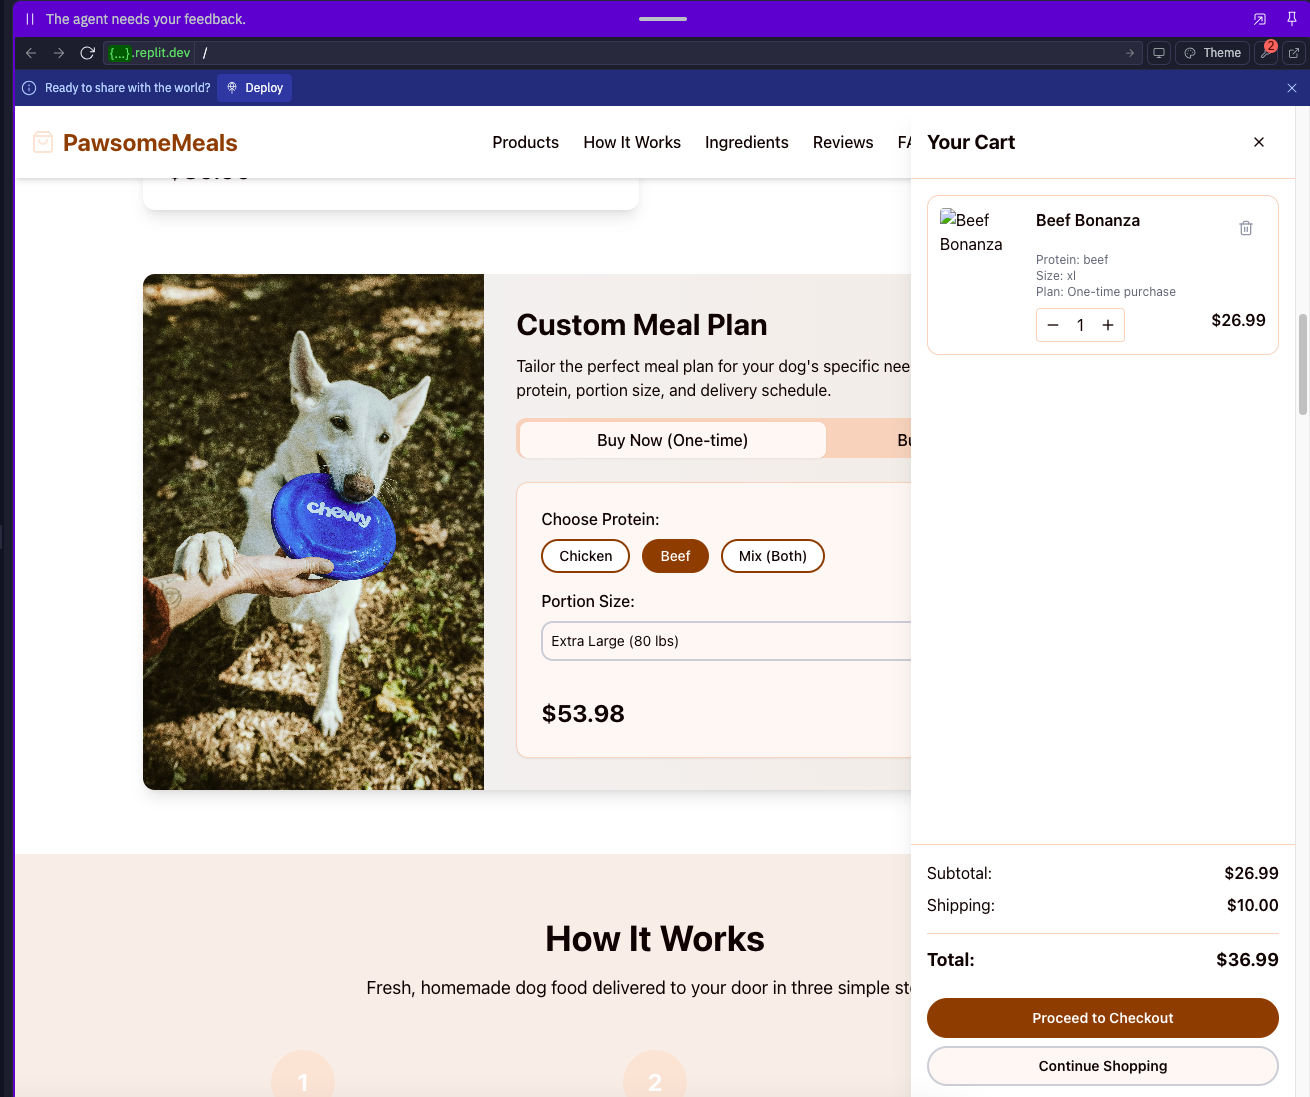 The agent needs your feedback.
{...}.replit.dev /
Theme
2
Ready to share with the world?
Deploy
PawsomeMeals
Products
How It Works
Ingredients
Reviews
FA
Your Cart
Beef Bonanza
Beef Bonanza
Protein: beef
Size: xl
Plan: One-time purchase
1
$26.99
Custom Meal Plan
Tailor the perfect meal plan for your dog's specific nee
protein, portion size, and delivery schedule.
Buy Now (One-time)
Bu
chewy
Choose Protein:
Chicken
Beef
Mix (Both)
Portion Size:
Extra Large (80 lbs)
$53.98
Subtotal:
$26.99
Shipping:
$10.00
Total:
$36.99
Proceed to Checkout
Continue Shopping
How It Works
Fresh, homemade dog food delivered to your door in three simple st
1
2